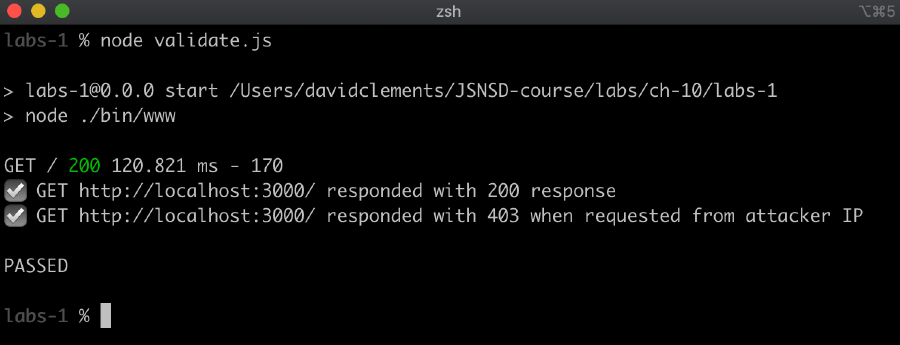 zsh
⌥⌘5
labs-1 % node validate.js
> labs-1@0.0.0 start /Users/davidclements/JSNSD-course/labs/ch-10/labs-1
> node ./bin/www
GET / 200 120.821 ms - 170
✔ GET http://localhost:3000/ responded with 200 response
✔ GET http://localhost:3000/ responded with 403 when requested from attacker IP
PASSED
labs-1 %